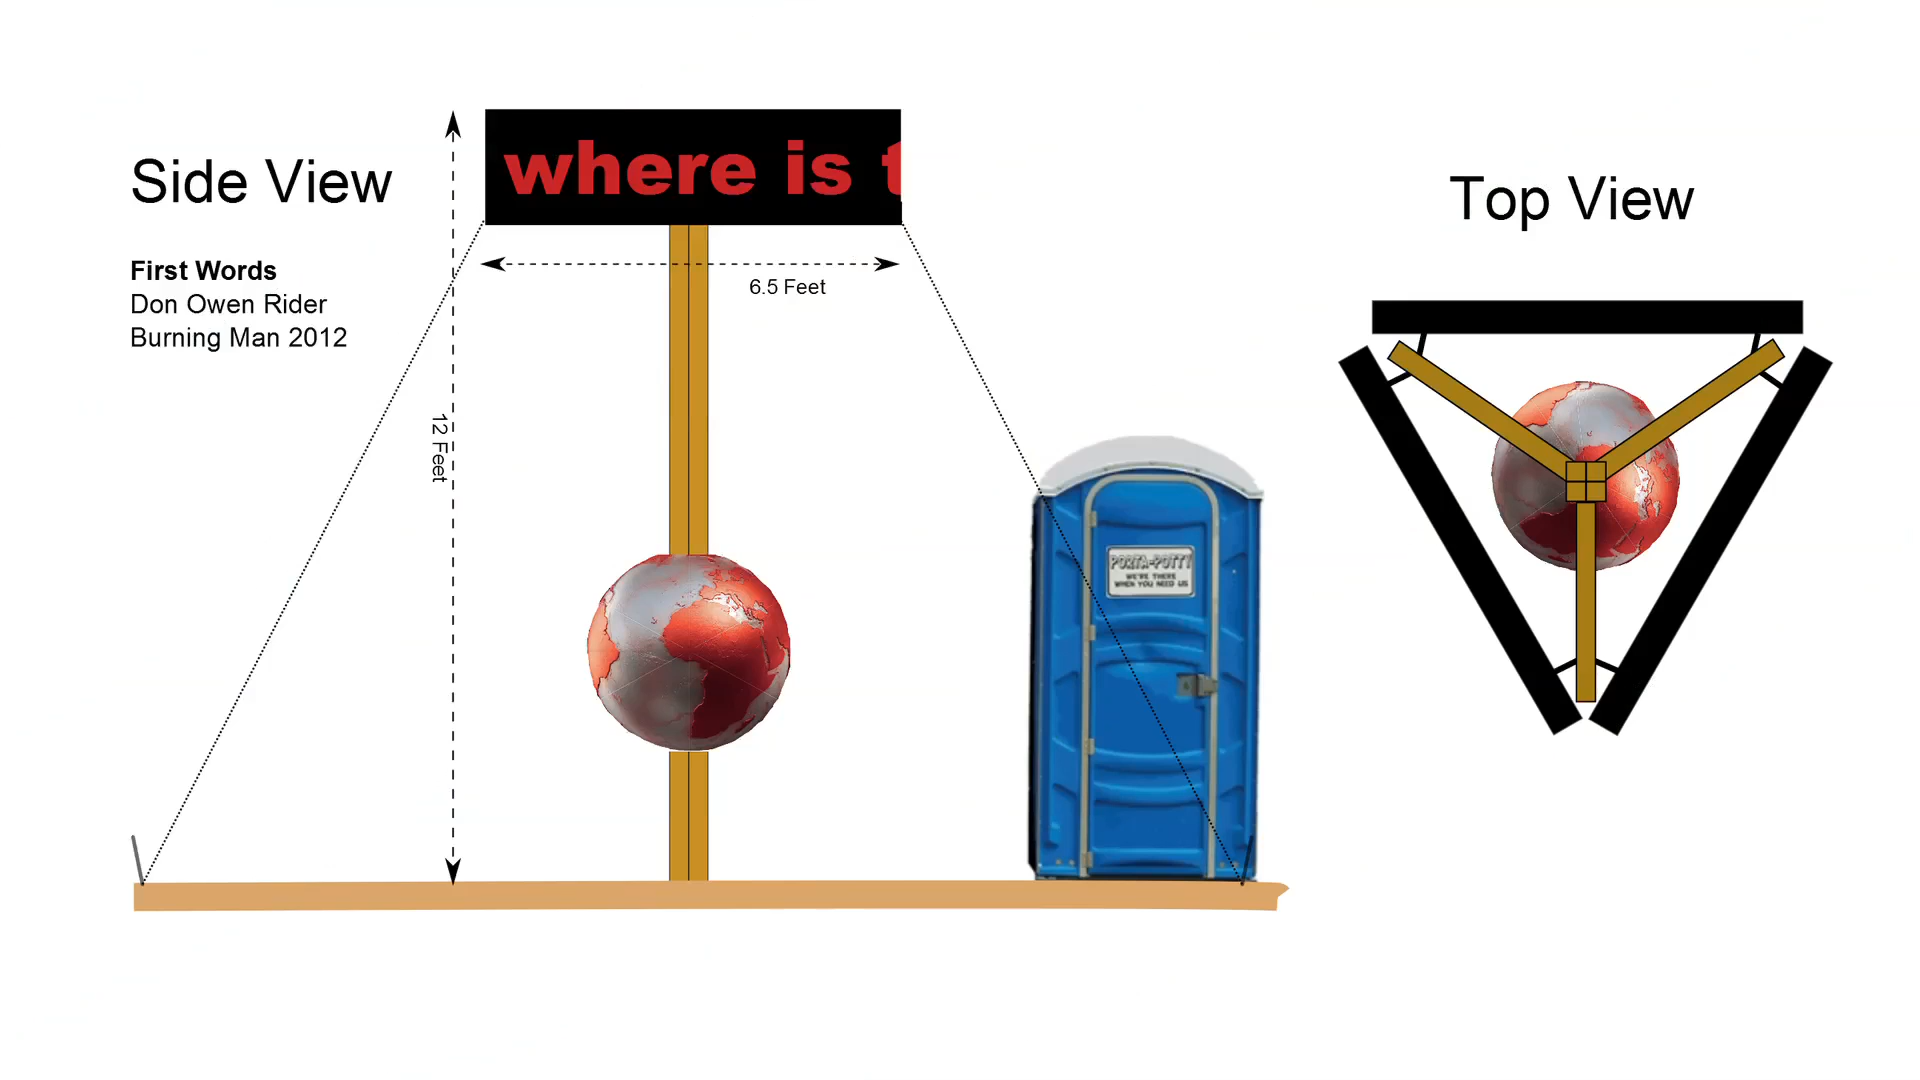 Side View
First Words
Don Owen Rider
Burning Man 2012
where is t
6.5 Feet
12 Feet
PORTA-POTTY
WE'RE THERE
WHEN YOU NEED US
Top View